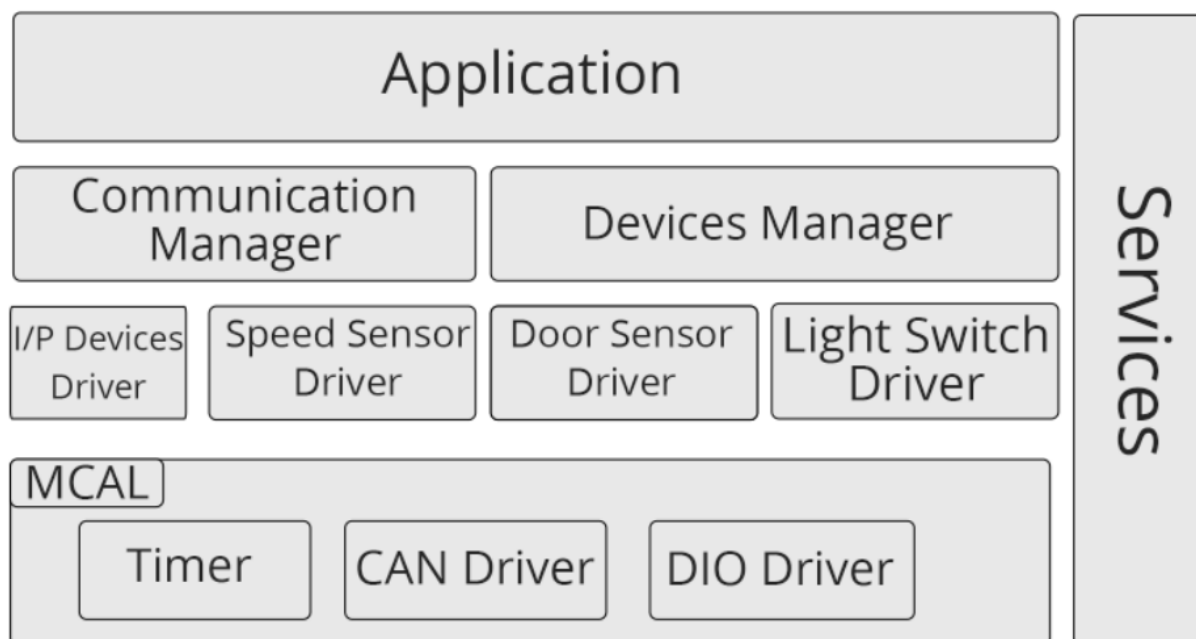 Application
Services
Communication
Manager
Devices Manager
I/P Devices
Driver
Speed Sensor
Driver
Door Sensor
Driver
Light Switch
Driver
MCAL
Timer
CAN Driver
DIO Driver